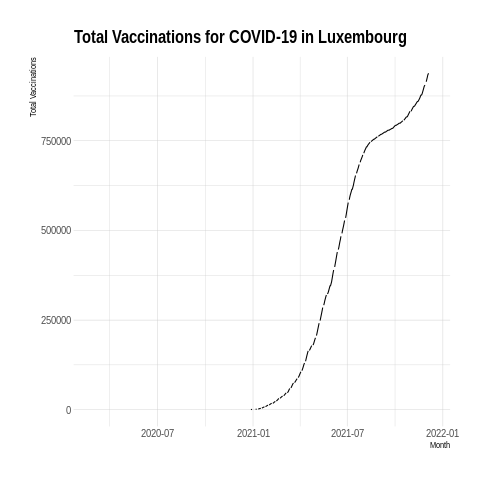 Total Vaccinations for COVID-19 in Luxembourg
Total Vaccinations
750000
500000
250000
0
2020-07 2021-01 2021-07 2022-01
Month